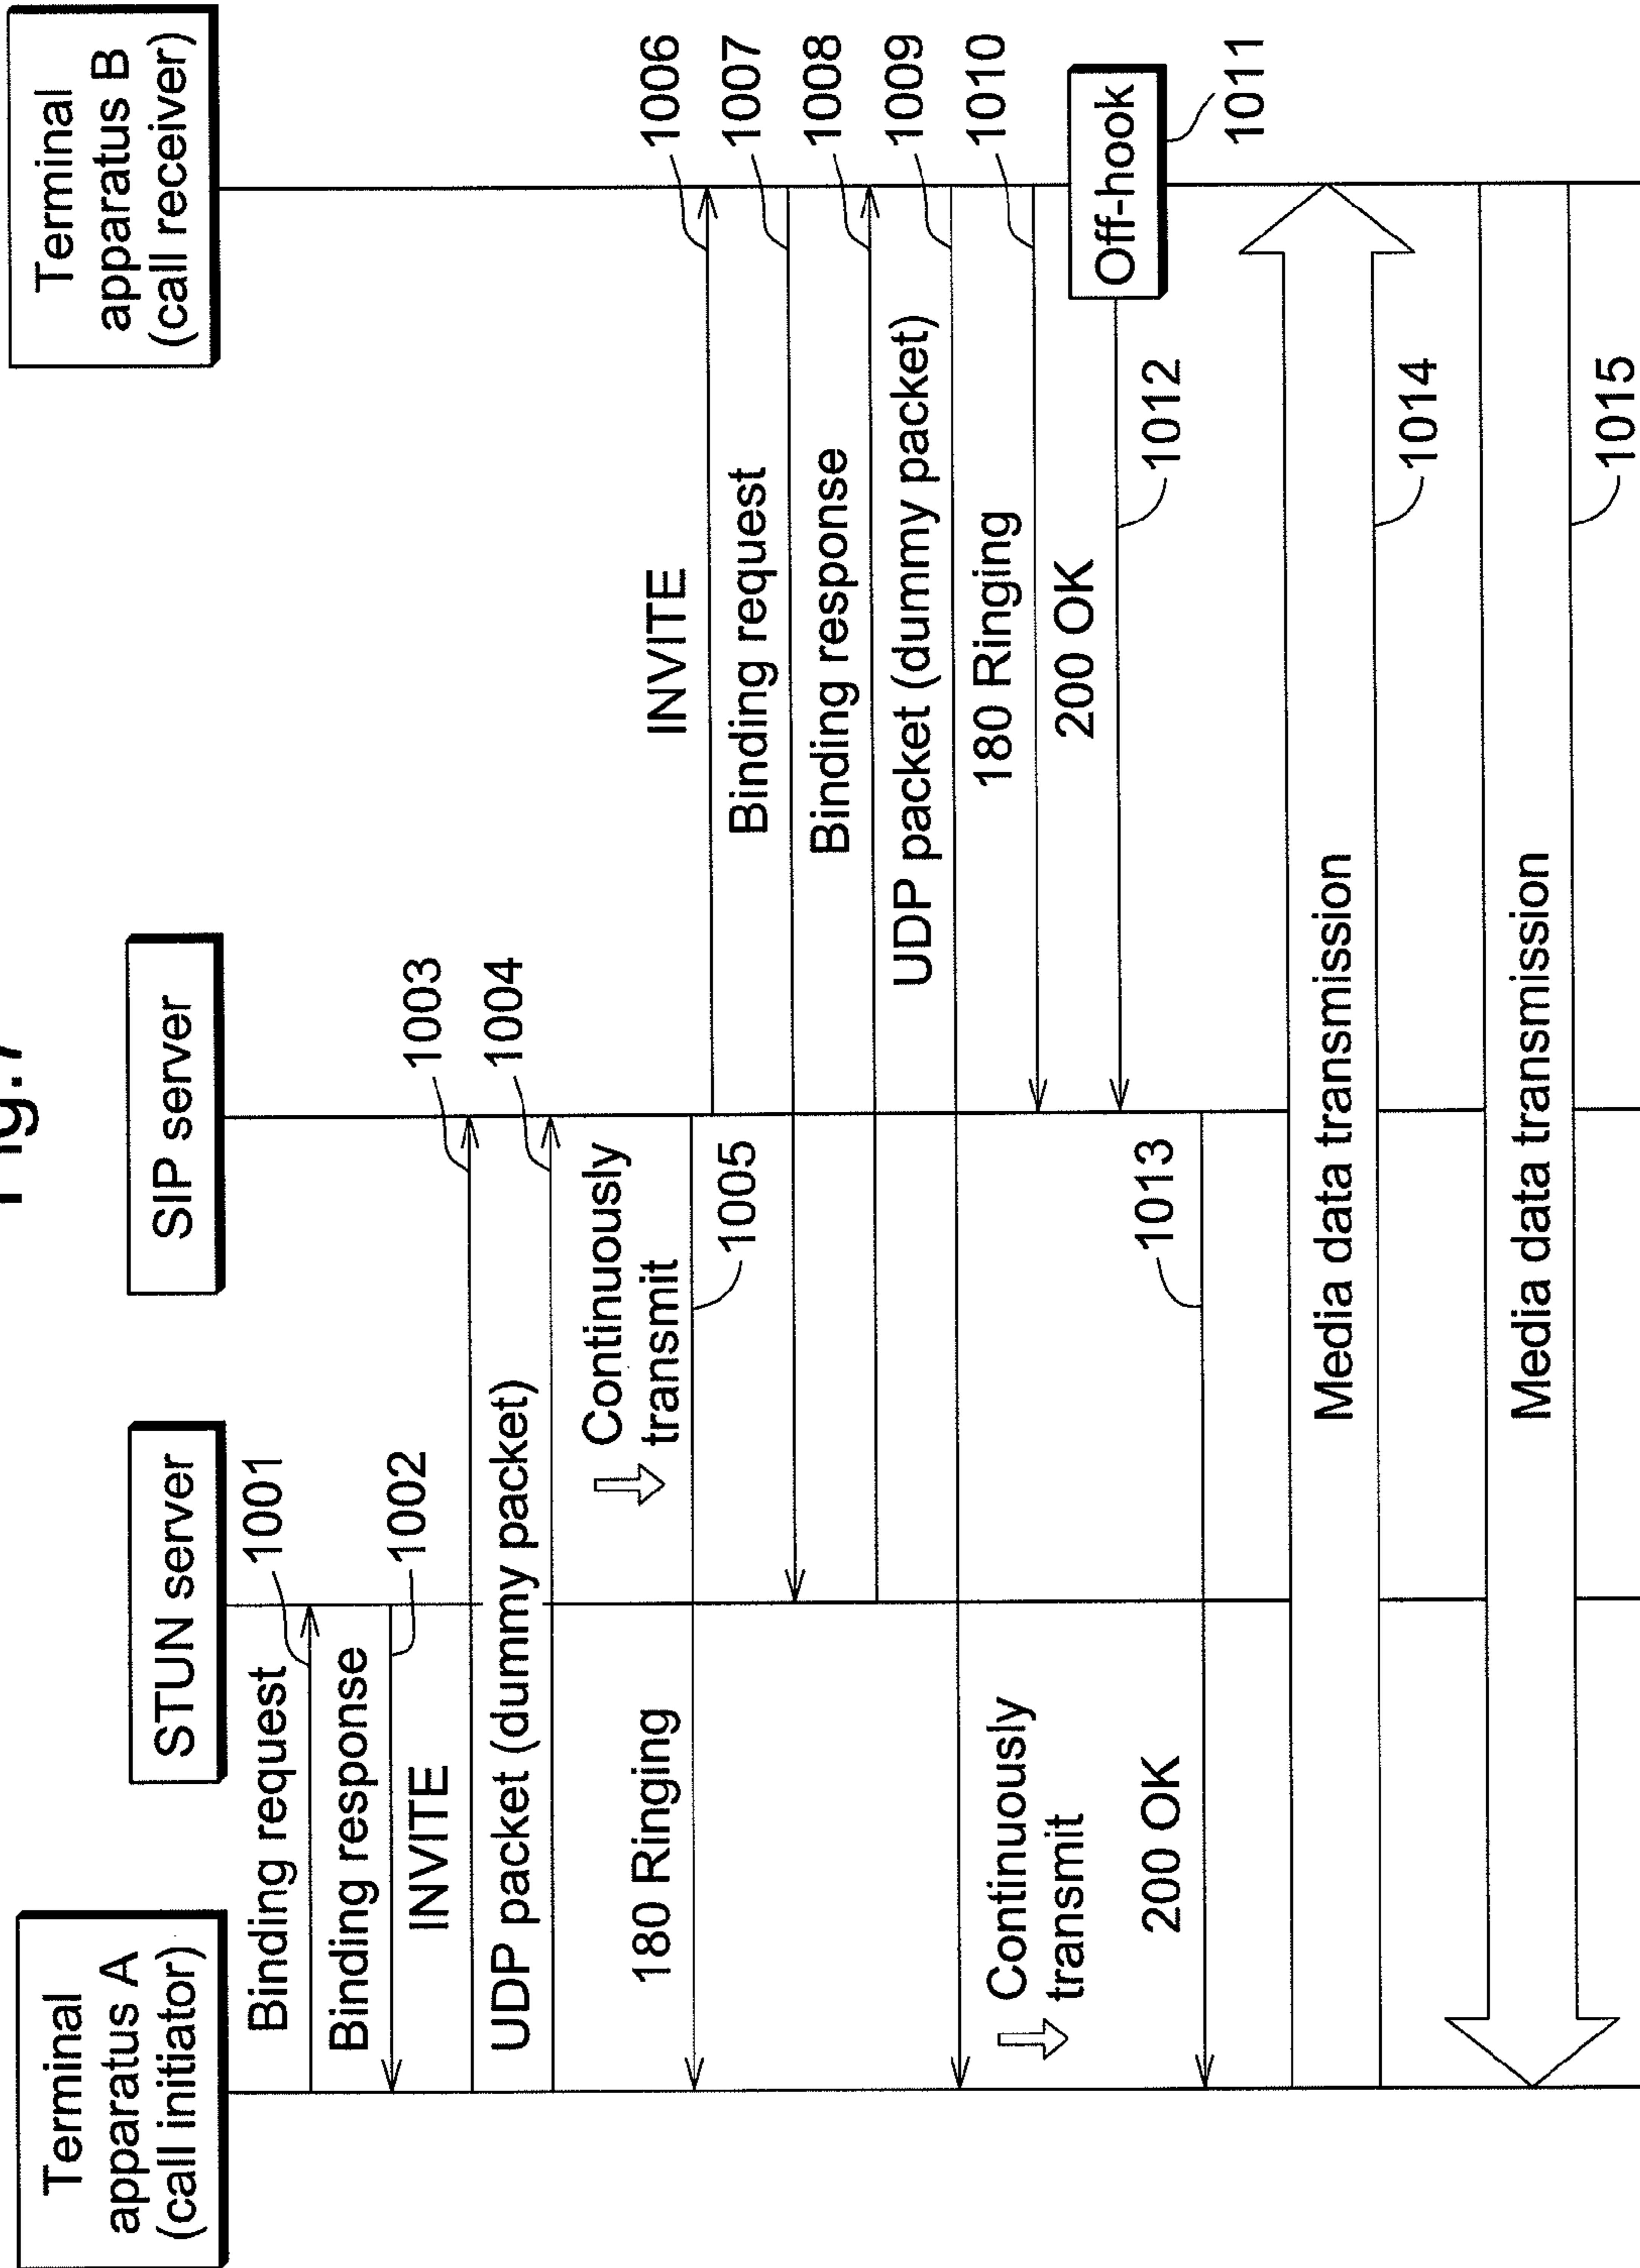 Fig.7
Terminal
apparatus A
(call initiator)
STUN server
SIP server
Terminal
apparatus B
(call receiver)
Binding request
1001
Binding response
1002
INVITE
1003
UDP packet (dummy packet)
1004
Continuously
transmit
180 Ringing
1005
INVITE
1006
Binding request
1007
Binding response
1008
UDP packet (dummy packet)
1009
180 Ringing
1010
Continuously
transmit
200 OK
Off-hook
1011
1012
200 OK
1013
Media data transmission
1014
Media data transmission
1015